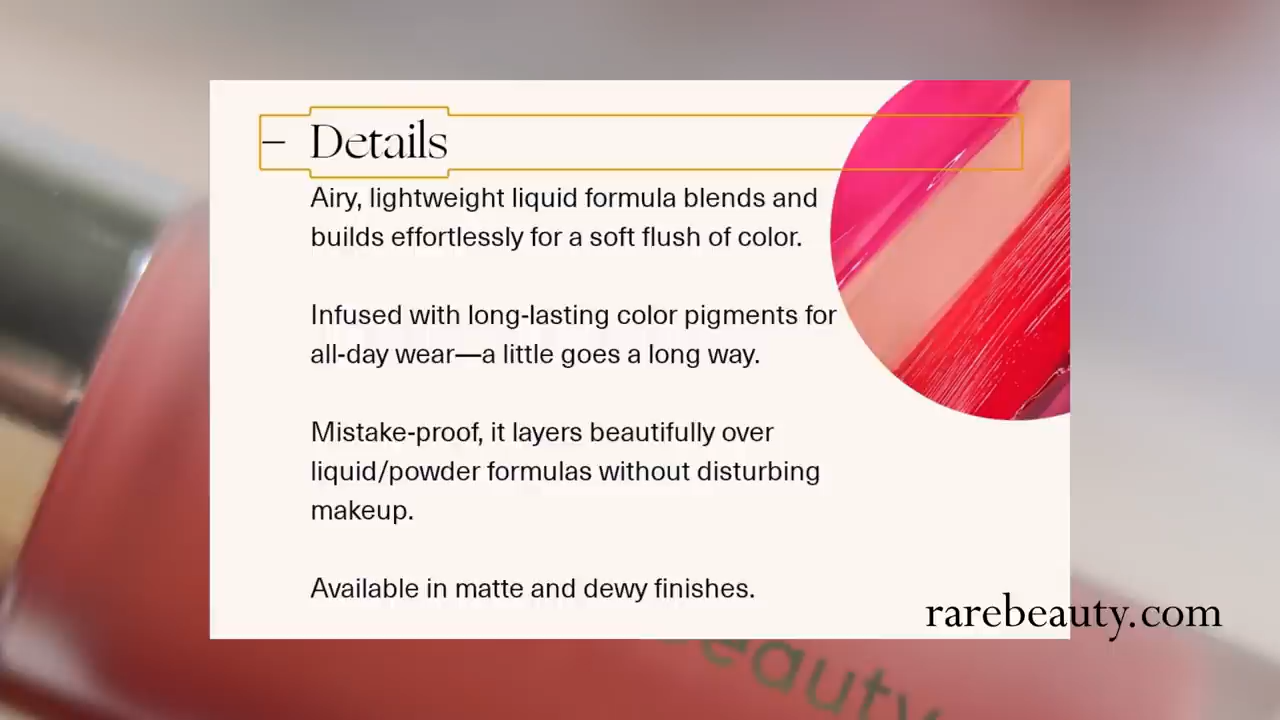 – Details
Airy, lightweight liquid formula blends and
builds effortlessly for a soft flush of color.
Infused with long-lasting color pigments for
all-day wear—a little goes a long way.
Mistake-proof, it layers beautifully over
liquid/powder formulas without disturbing
makeup.
Available in matte and dewy finishes.
rarebeauty.com
eauty